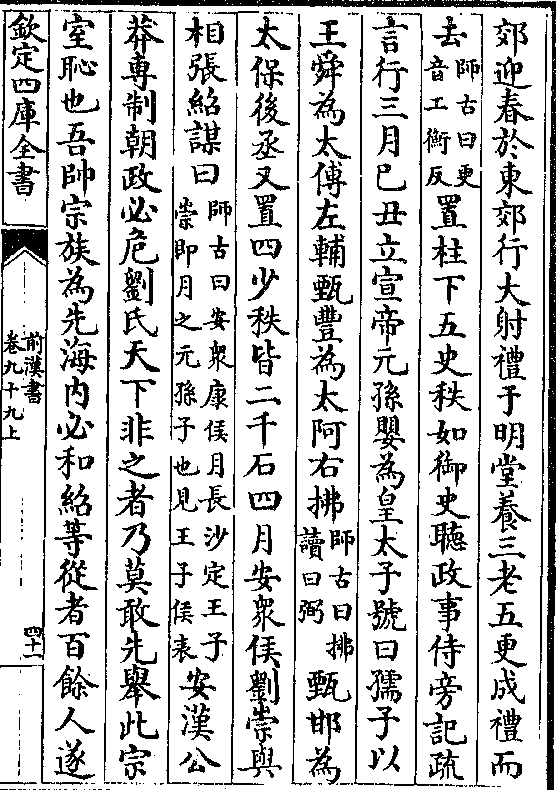 郊迎春於東郊行大射禮于明堂養三老五更成禮而
去師古曰更音工衡反置柱下五史秩如御史聽政事侍旁記疏
言行三月已丑立宣帝元孫嬰為皇太子號曰孺子以
王舜為太傅左輔甄豐為太阿右拂師古曰拂讀曰弼甄邯為
太保後丞又置四少秩皆二千石四月安衆侯劉崇與
相張紹謀曰師古曰安衆康侯月長沙定王子崇即月之元孫子也見王子侯表安漢公
莽專制朝政必危劉氏天下非之者乃莫敢先舉此宗
室恥也吾帥宗族為先海内必和紹等從者百餘人遂
欽定四庫全書
前漢書
卷九十九上
四十一